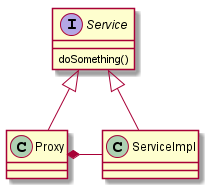 I Service
doSomething()
C Proxy
C ServiceImpl